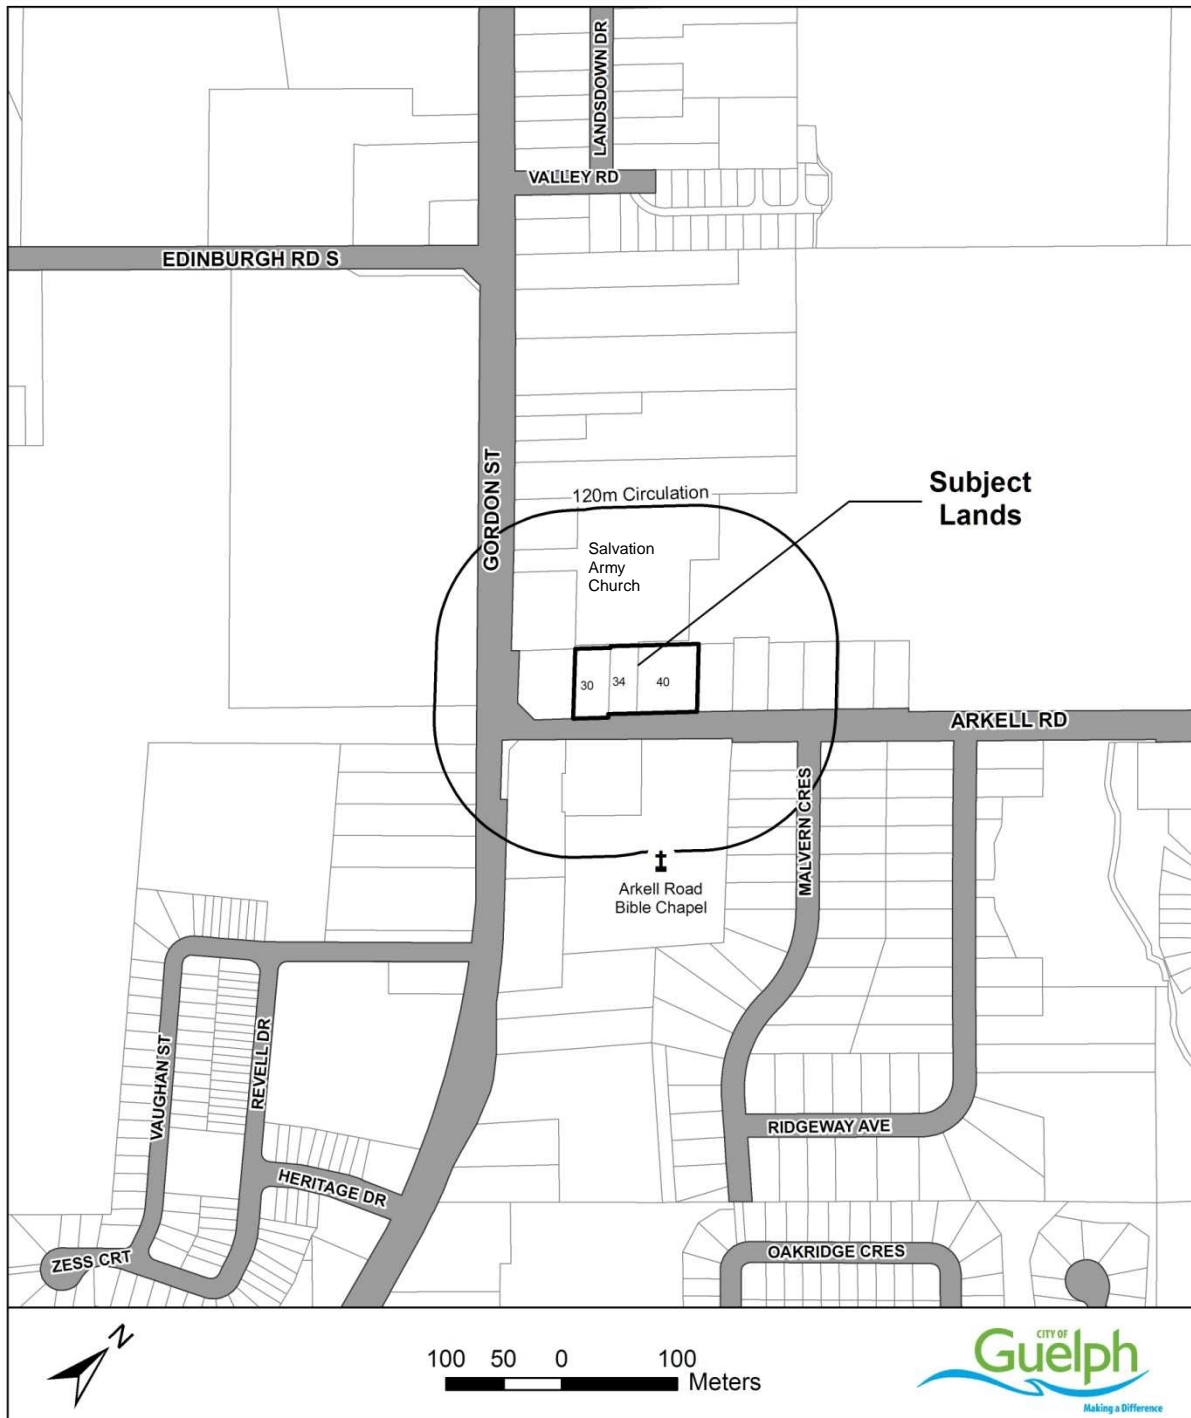 LANDSDOWN DR
VALLEY RD
EDINBURGH RD S
GORDON ST
120m Circulation
Subject
Lands
Salvation
Army
Church
30
34
40
ARKELL RD
MALVERN CRES
Arkell Road
Bible Chapel
VAUGHAN ST
REVELL DR
RIDGEWAY AVE
HERITAGE DR
ZESS CRT
OAKRIDGE CRES
N
100 50 0 100
Meters
CITY OF
Guelph
Making a Difference